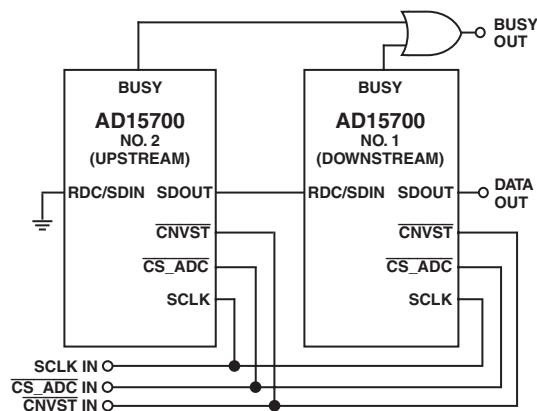 BUSY
OUT
BUSY
BUSY
AD15700
NO. 2
(UPSTREAM)
AD15700
NO. 1
(DOWNSTREAM)
RDC/SDIN SDOUT
RDC/SDIN SDOUT
DATA
OUT
CNVST
CNVST
CS_ADC
CS_ADC
SCLK
SCLK
SCLK IN
CS_ADC IN
CNVST IN